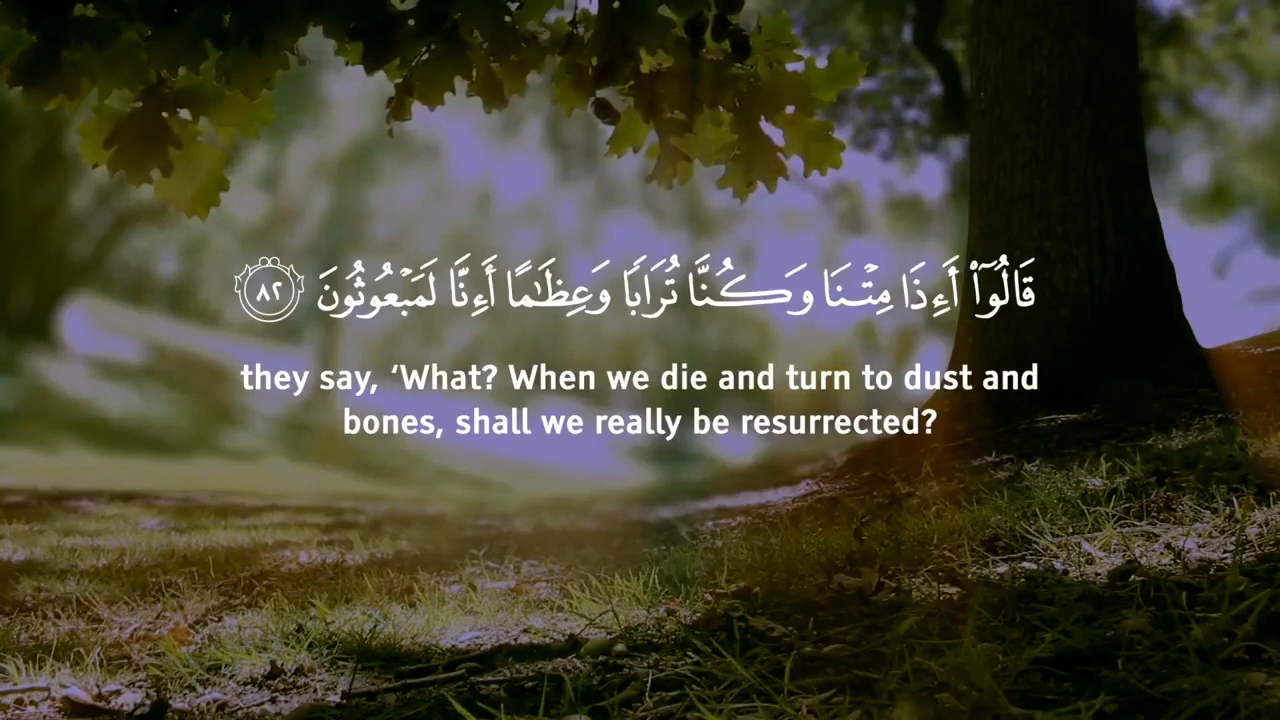 قَالُوٓا۟ أَءِذَا مِتْنَا وَكُنَّا تُرَابًا وَعِظَٰمًا أَءِنَّا لَمَبْعُوثُونَ ٨٢
they say, ‘What? When we die and turn to dust and
bones, shall we really be resurrected?